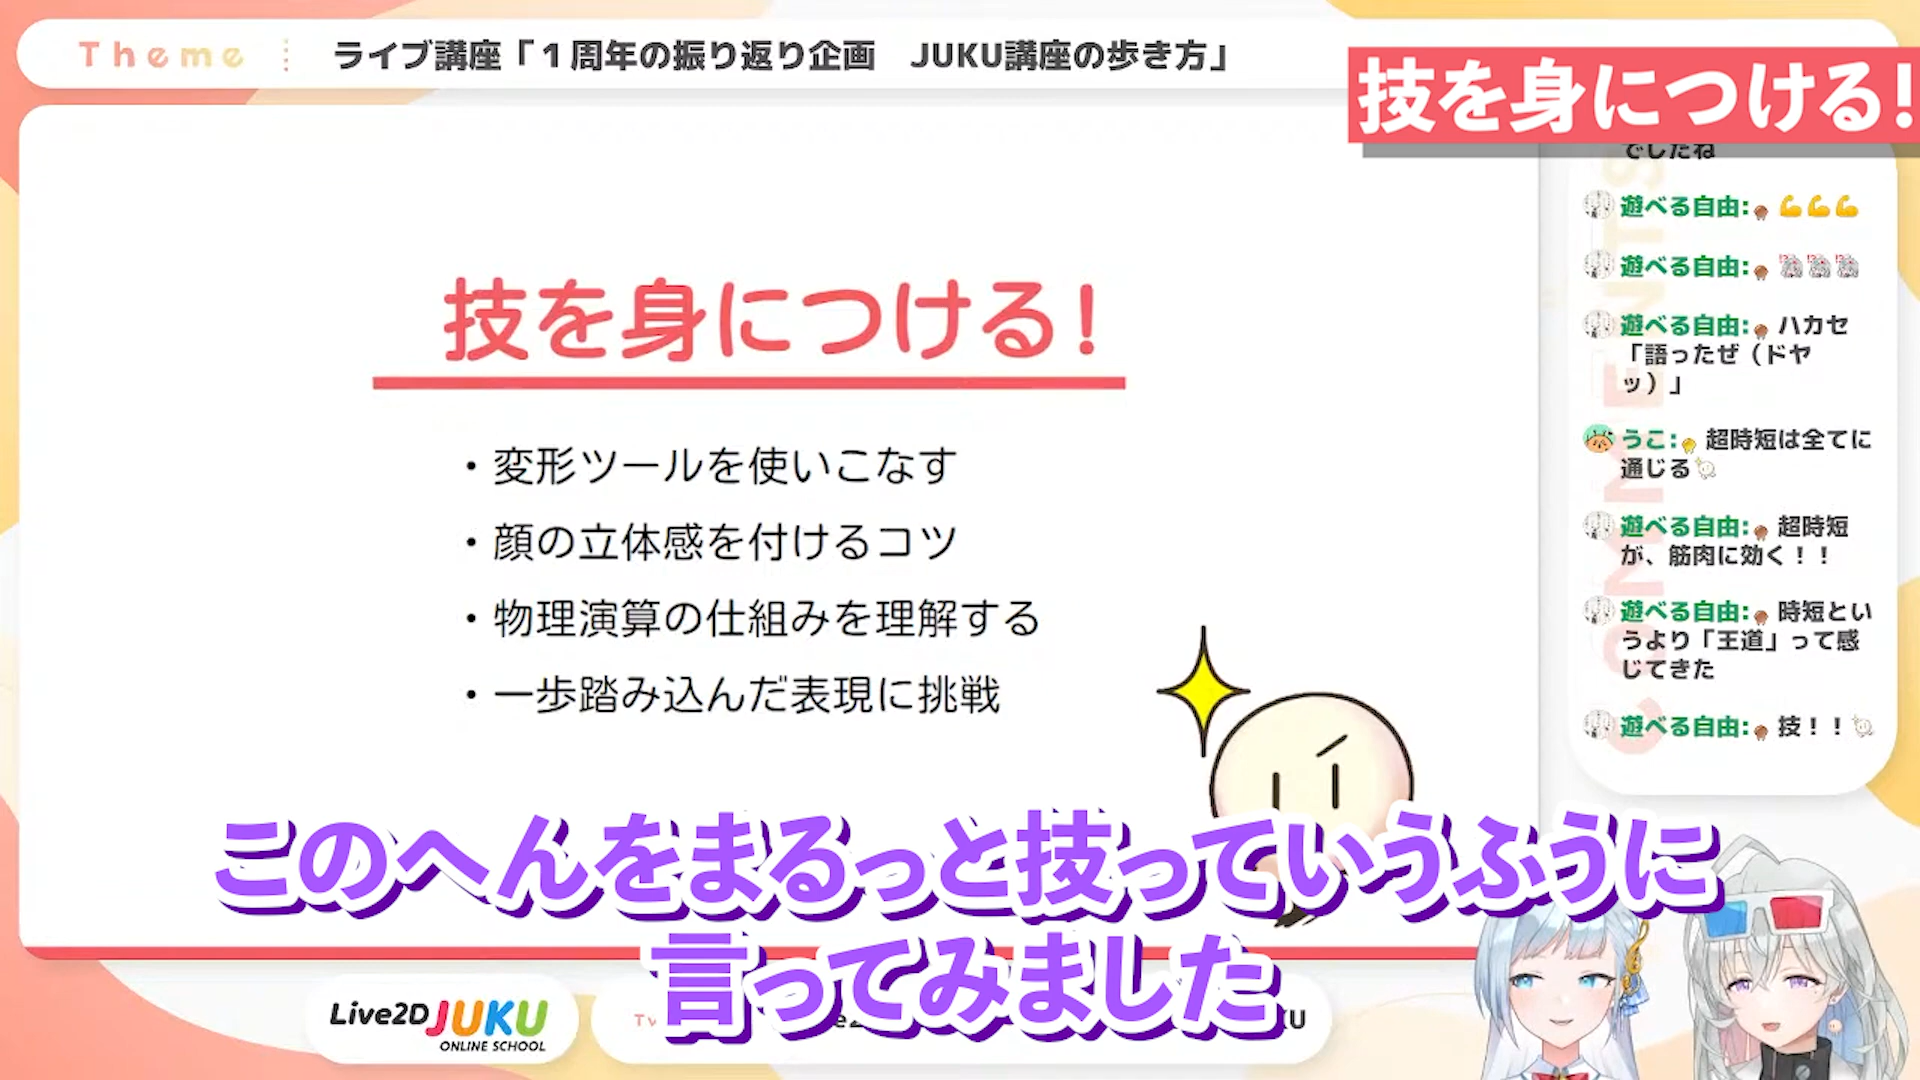 Theme
ライブ講座「1周年の振り返り企画　JUKU講座の歩き方」
技を身につける!
技を身につける!
・変形ツールを使いこなす
・顔の立体感を付けるコツ
・物理演算の仕組みを理解する
・一歩踏み込んだ表現に挑戦
でしたね
遊べる自由: 💪💪💪
遊べる自由:
遊べる自由: ハカセ
「語ったぜ（ドヤ
ッ）」
うこ: 超時短は全てに
通じる
遊べる自由: 超時短
が、筋肉に効く！！
遊べる自由: 時短とい
うより「王道」って感
じてきた
遊べる自由: 技！！
COMMENTS
このへんをまるっと技っていうふうに
言ってみました
Live2D JUKU
ONLINE SCHOOL